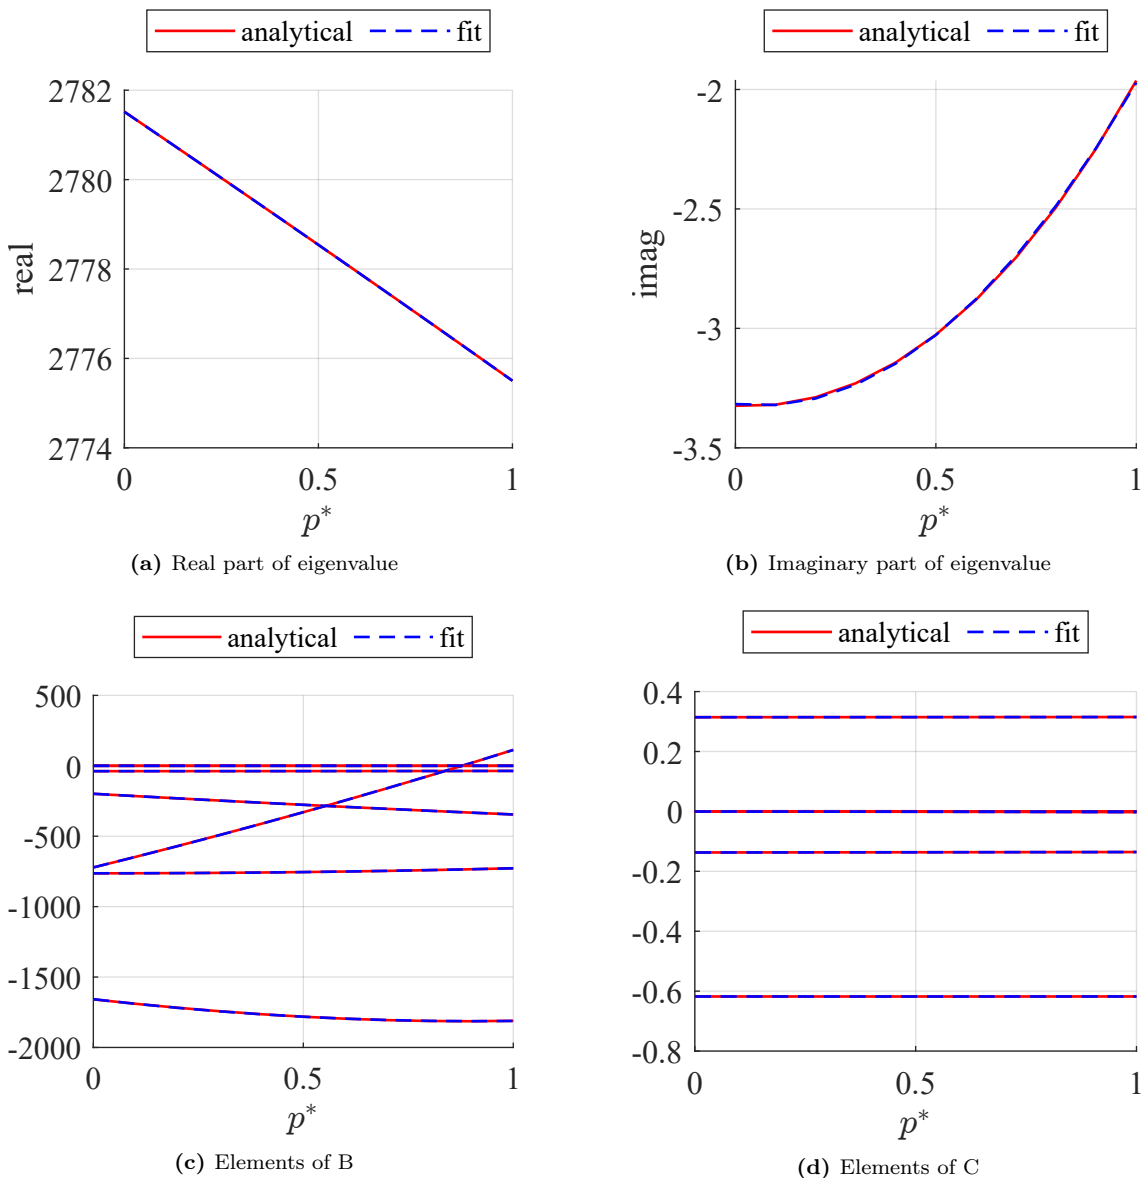 analytical fit
2782
2780
2778
2776
2774
real
0 0.5 1
p*
(a) Real part of eigenvalue
analytical fit
-2
-2.5
-3
-3.5
imag
0 0.5 1
p*
(b) Imaginary part of eigenvalue
analytical fit
500
0
-500
-1000
-1500
-2000
0 0.5 1
p*
(c) Elements of B
analytical fit
0.4
0.2
0
-0.2
-0.4
-0.6
-0.8
0 0.5 1
p*
(d) Elements of C